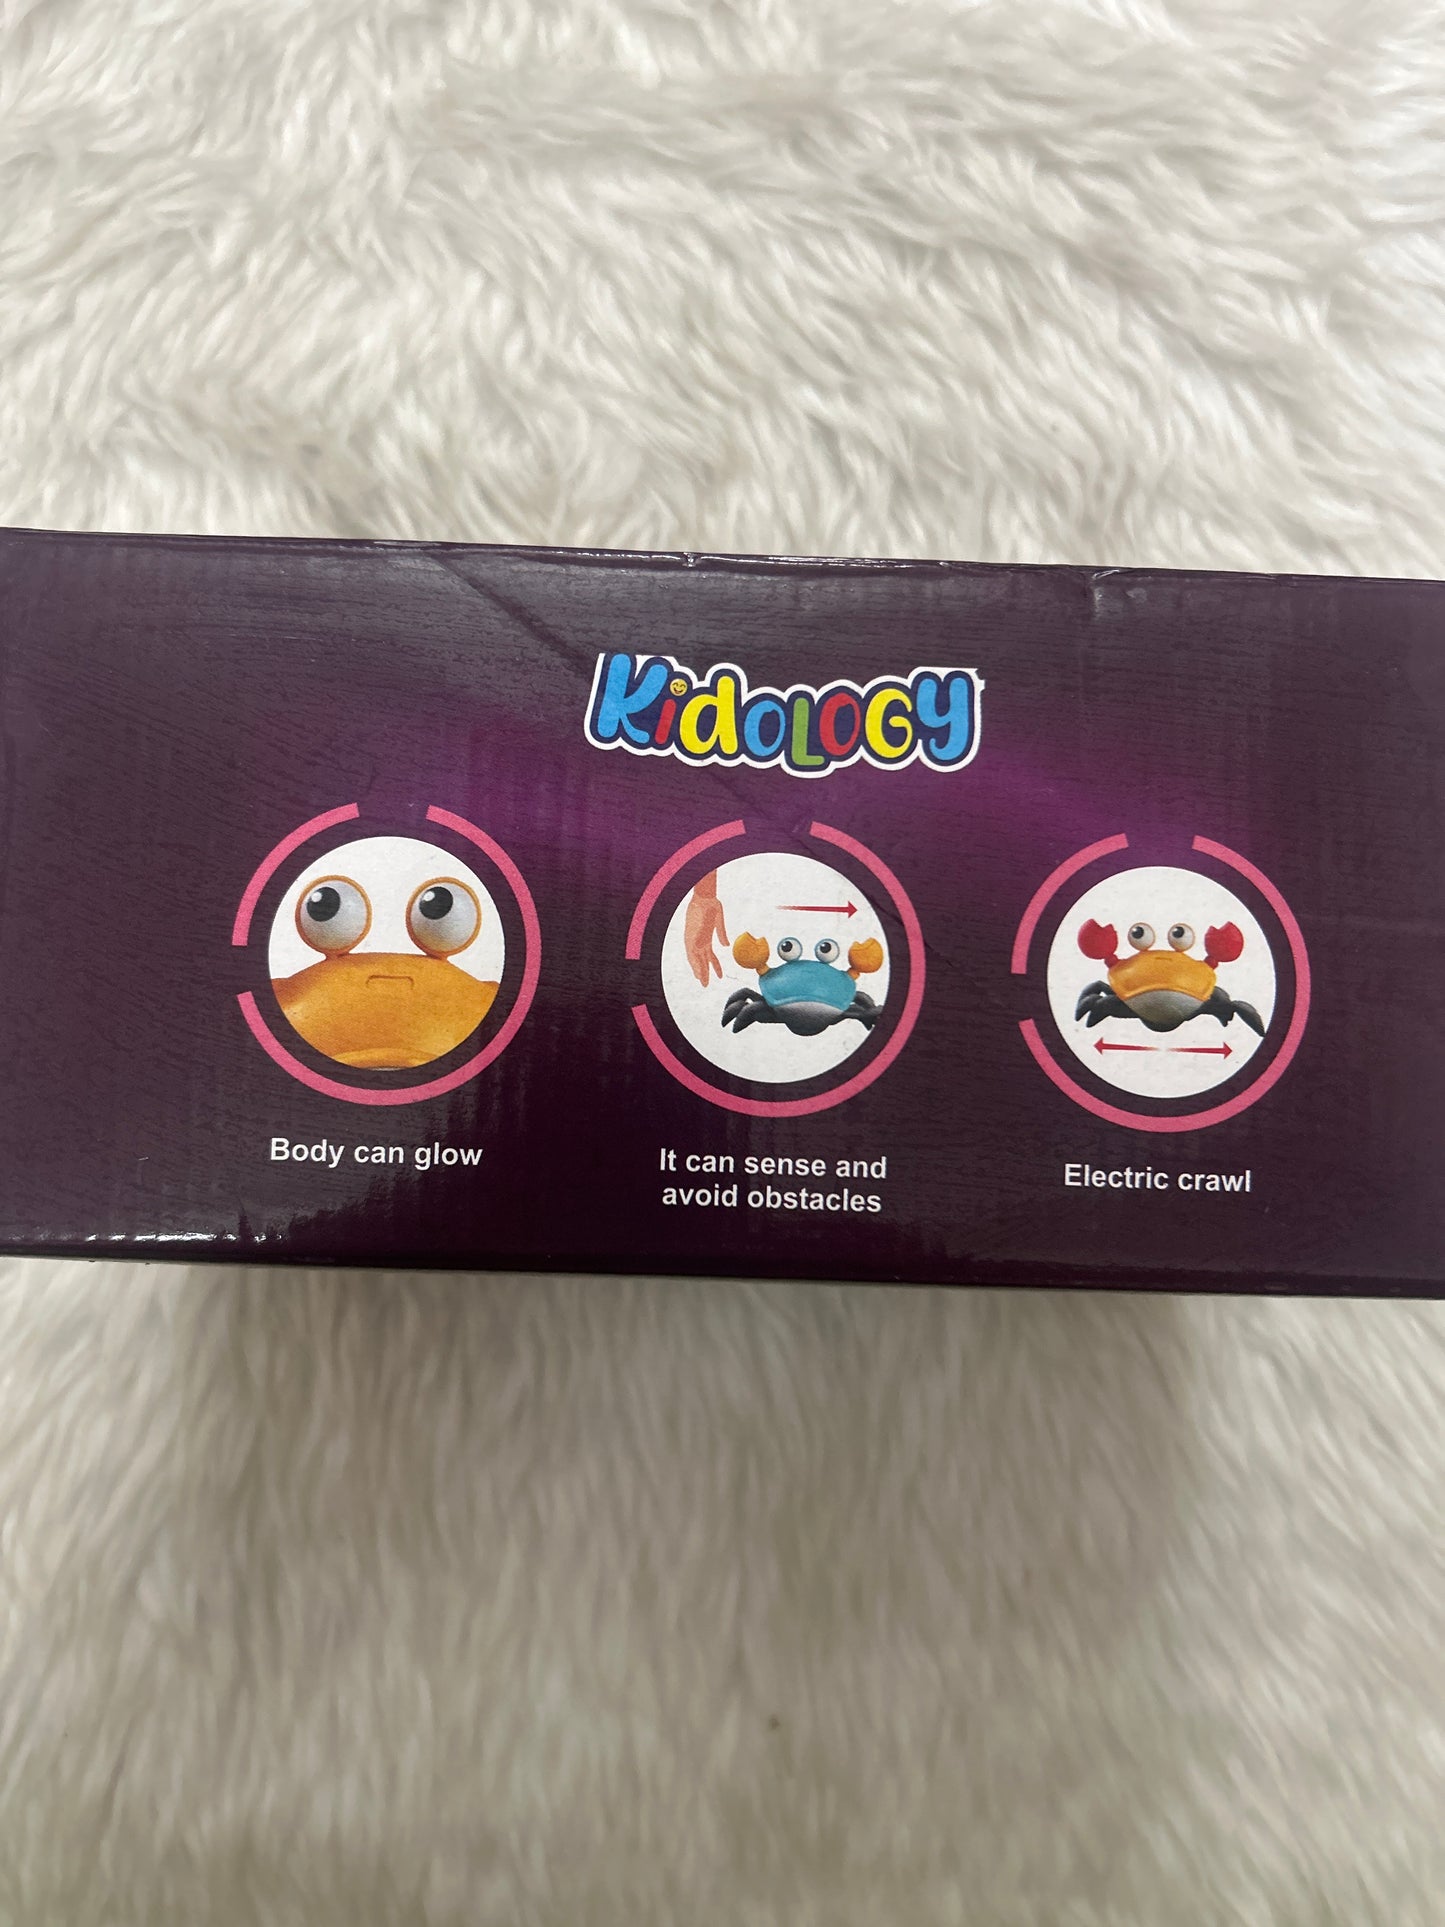 Kidology
Body can glow
It can sense and
avoid obstacles
Electric crawl